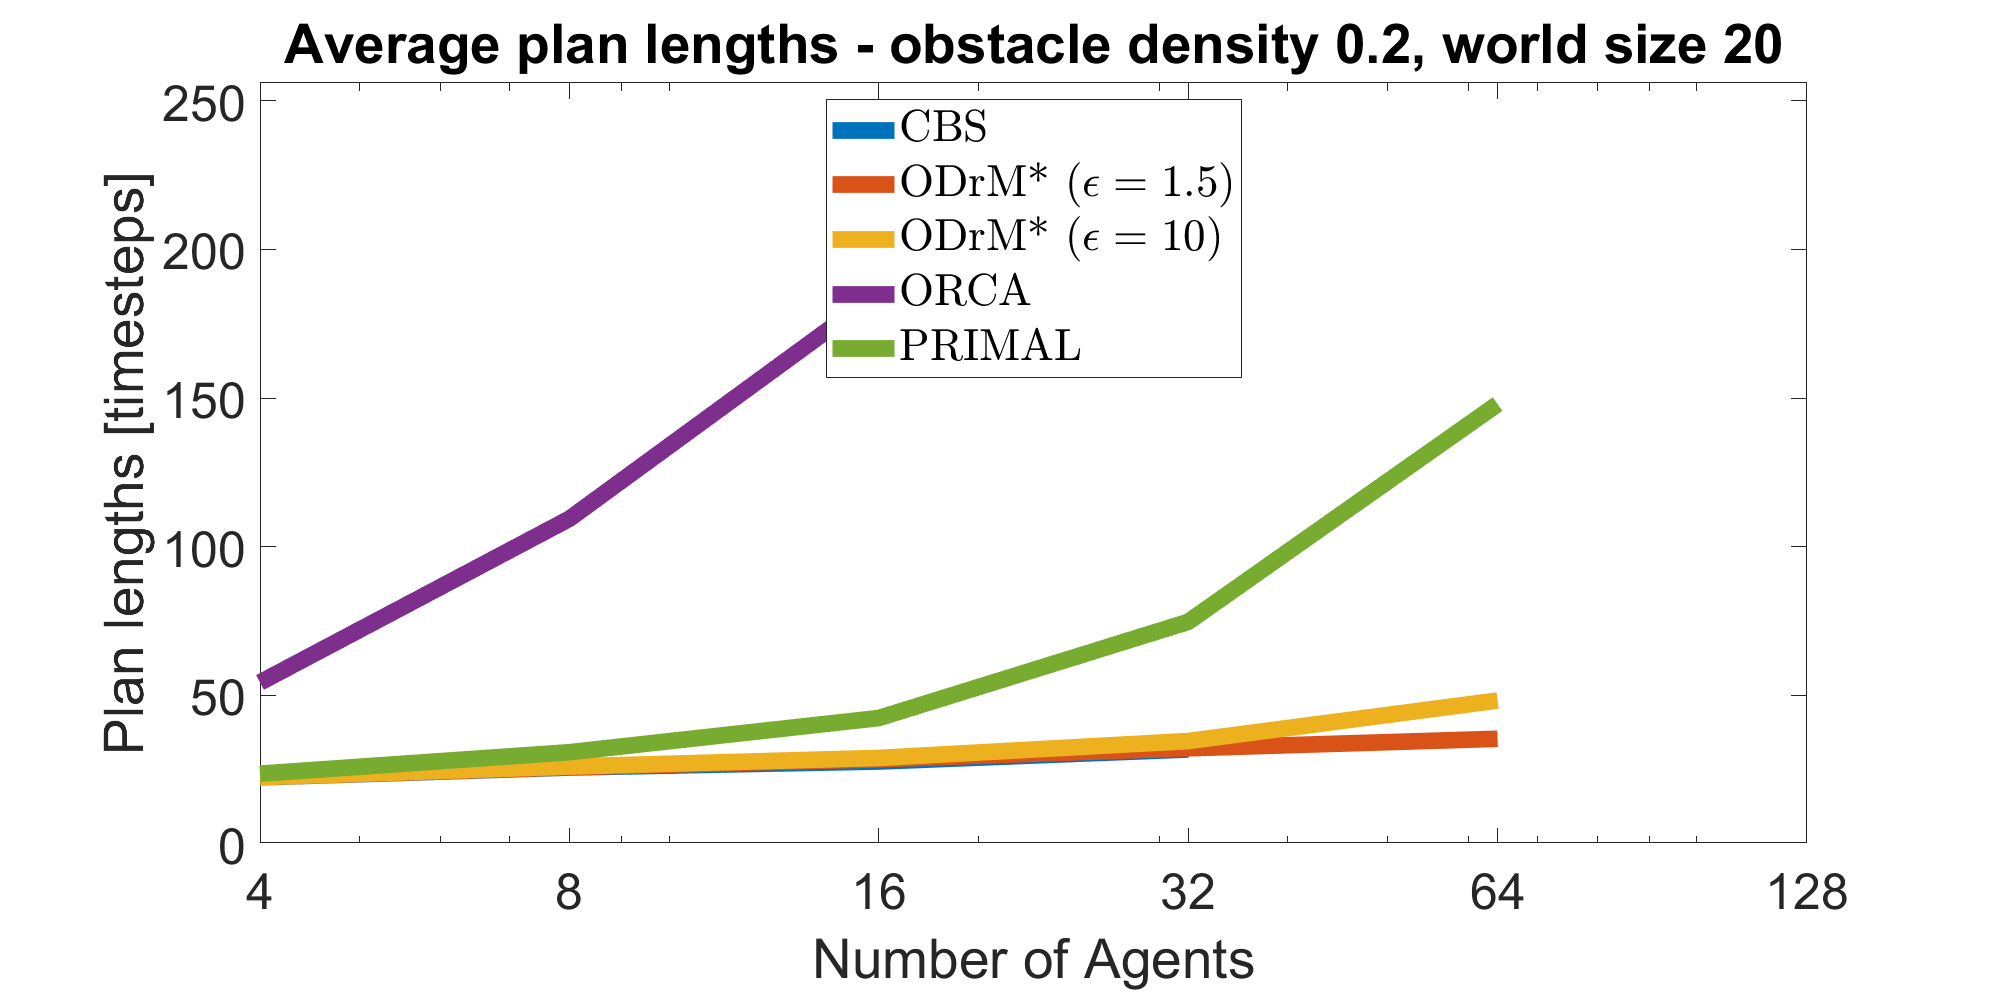 Average plan lengths - obstacle density 0.2, world size 20
Plan lengths [timesteps]
250
200
150
100
50
0
CBS
ODrM* (ϵ = 1.5)
ODrM* (ϵ = 10)
ORCA
PRIMAL
4 8 16 32 64 128
Number of Agents